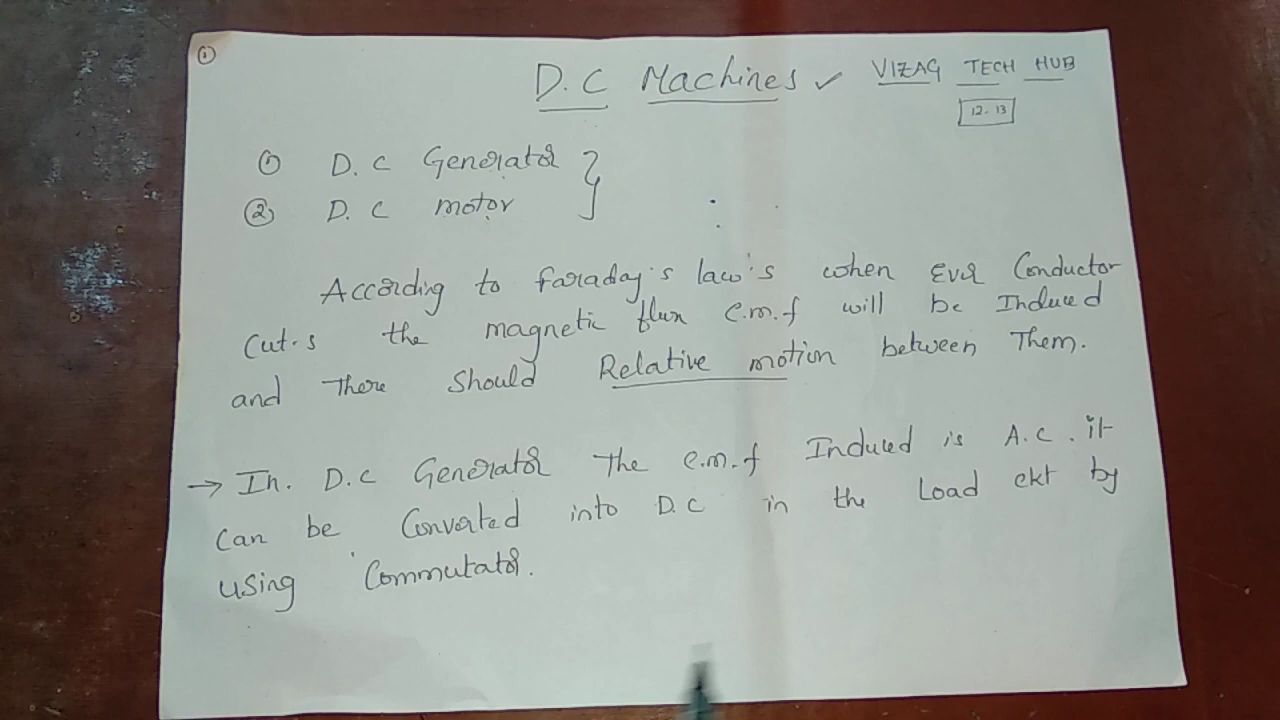 ①
D.C Machines ✓ VIZAG TECH HUB
12.13
① D.C Generator
② D.C motor
According to faraday's law's when Ever Conductor
cut's the magnetic flux e.m.f will be Induced
and There should Relative motion between Them.
→ In. D.C Generator The e.m.f Induced is A.C. it
can be Converted into D.C in the Load ckt by
using Commutator.